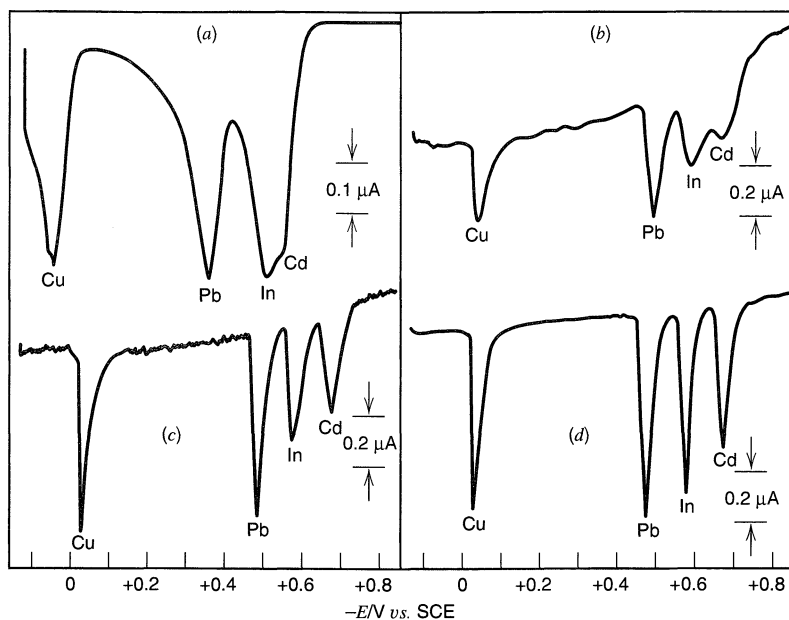 (a)
0.1 μA
Cu
Pb
In
Cd
(b)
0.2 μA
Cu
Pb
In
Cd
(c)
0.2 μA
Cu
Pb
In
Cd
(d)
0.2 μA
Cu
Pb
In
Cd
0 +0.2 +0.4 +0.6 +0.8
0 +0.2 +0.4 +0.6 +0.8
–E/V vs. SCE